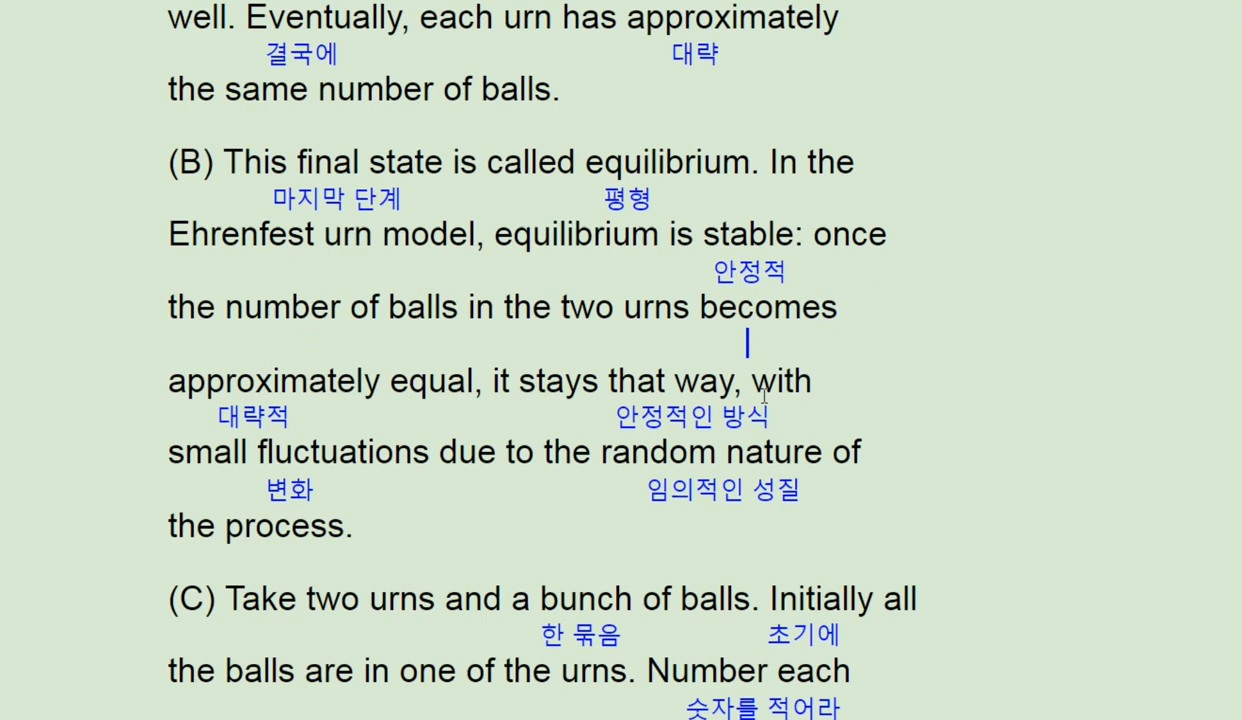 well. Eventually, each urn has approximately
결국에 대략
the same number of balls.
(B) This final state is called equilibrium. In the
마지막 단계 평형
Ehrenfest urn model, equilibrium is stable: once
안정적
the number of balls in the two urns becomes
approximately equal, it stays that way, with
대략적 안정적인 방식
small fluctuations due to the random nature of
변화 임의적인 성질
the process.
(C) Take two urns and a bunch of balls. Initially all
한 묶음 초기에
the balls are in one of the urns. Number each
숫자를 적어라